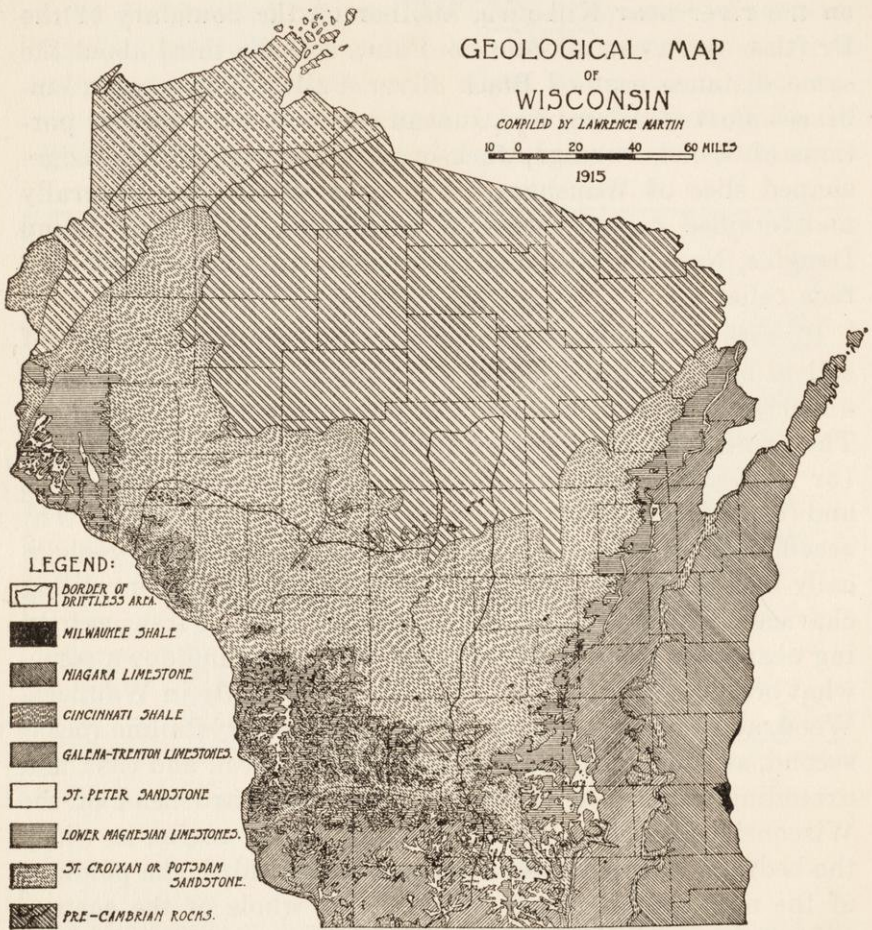 GEOLOGICAL MAP
OF
WISCONSIN
COMPILED BY LAWRENCE MARTIN
10 0 20 40 60 MILES
1915
LEGEND:
BORDER OF
DRIFTLESS AREA.
MILWAUKEE SHALE
NIAGARA LIMESTONE
CINCINNATI SHALE
GALENA-TRENTON LIMESTONES.
ST. PETER SANDSTONE
LOWER MAGNESIAN LIMESTONES.
ST. CROIXAN OR POTSDAM
SANDSTONE.
PRE-CAMBRIAN ROCKS.